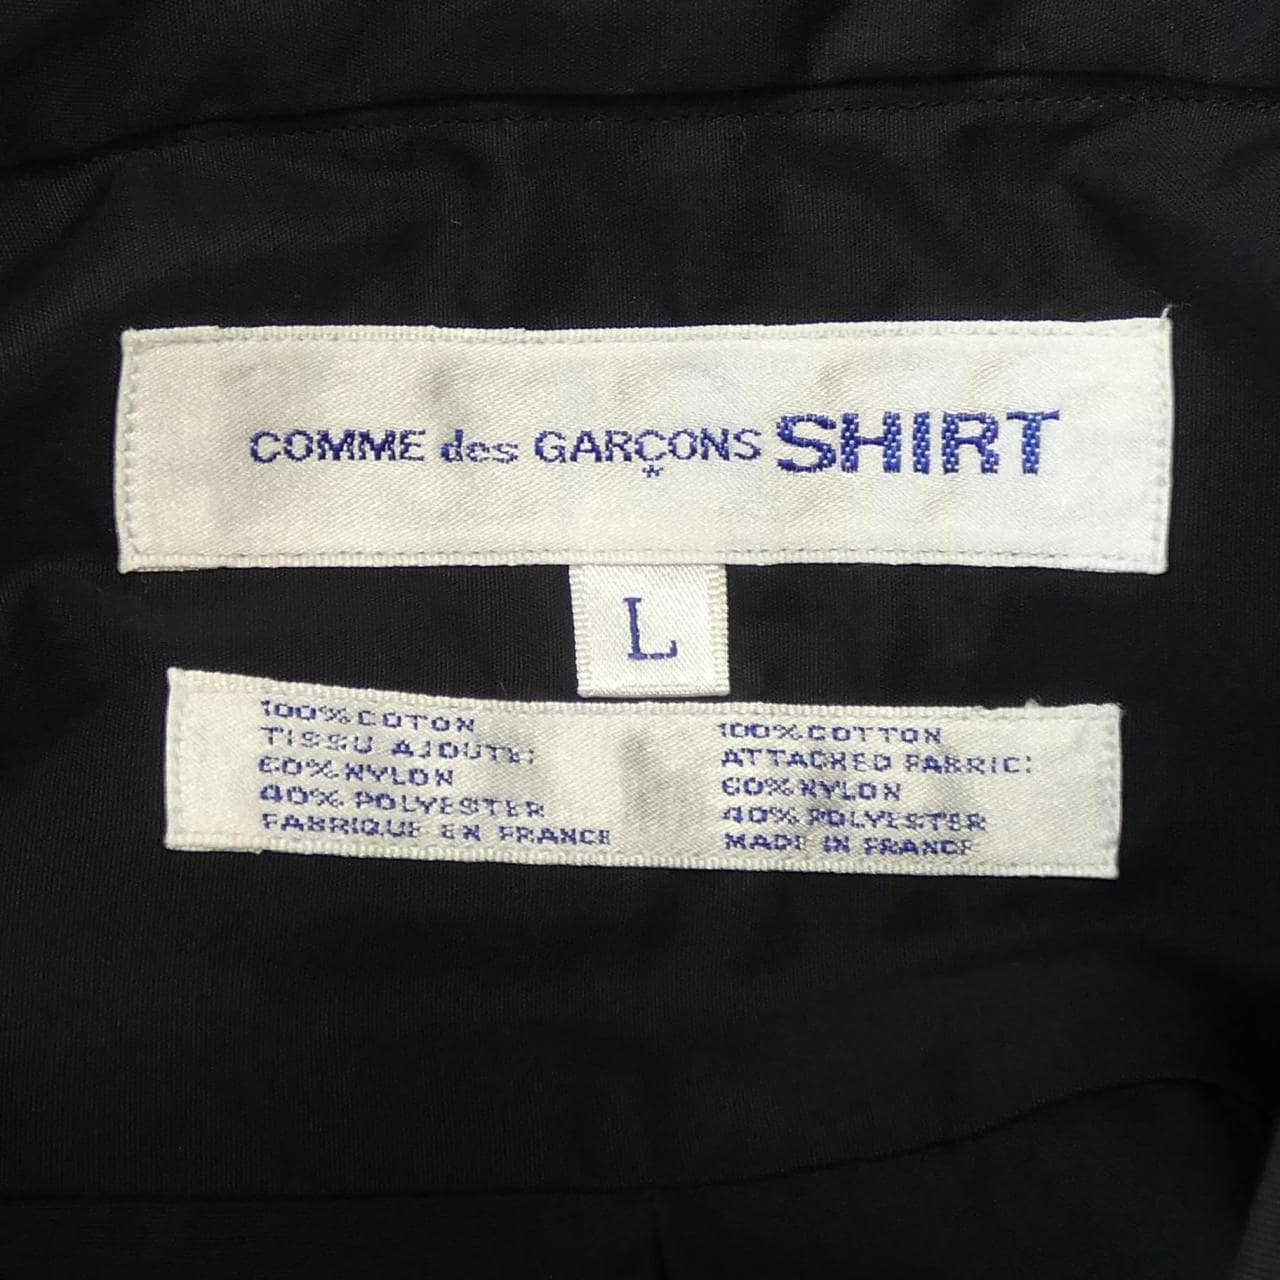 COMME des GARÇONS SHIRT
*
L
100%COTON
TISSU AJOUTE:
60%NYLON
40%POLYESTER
FABRIQUE EN FRANCE
100%COTTON
ATTACHED FABRIC:
60%NYLON
40%POLYESTER
MADE IN FRANCE